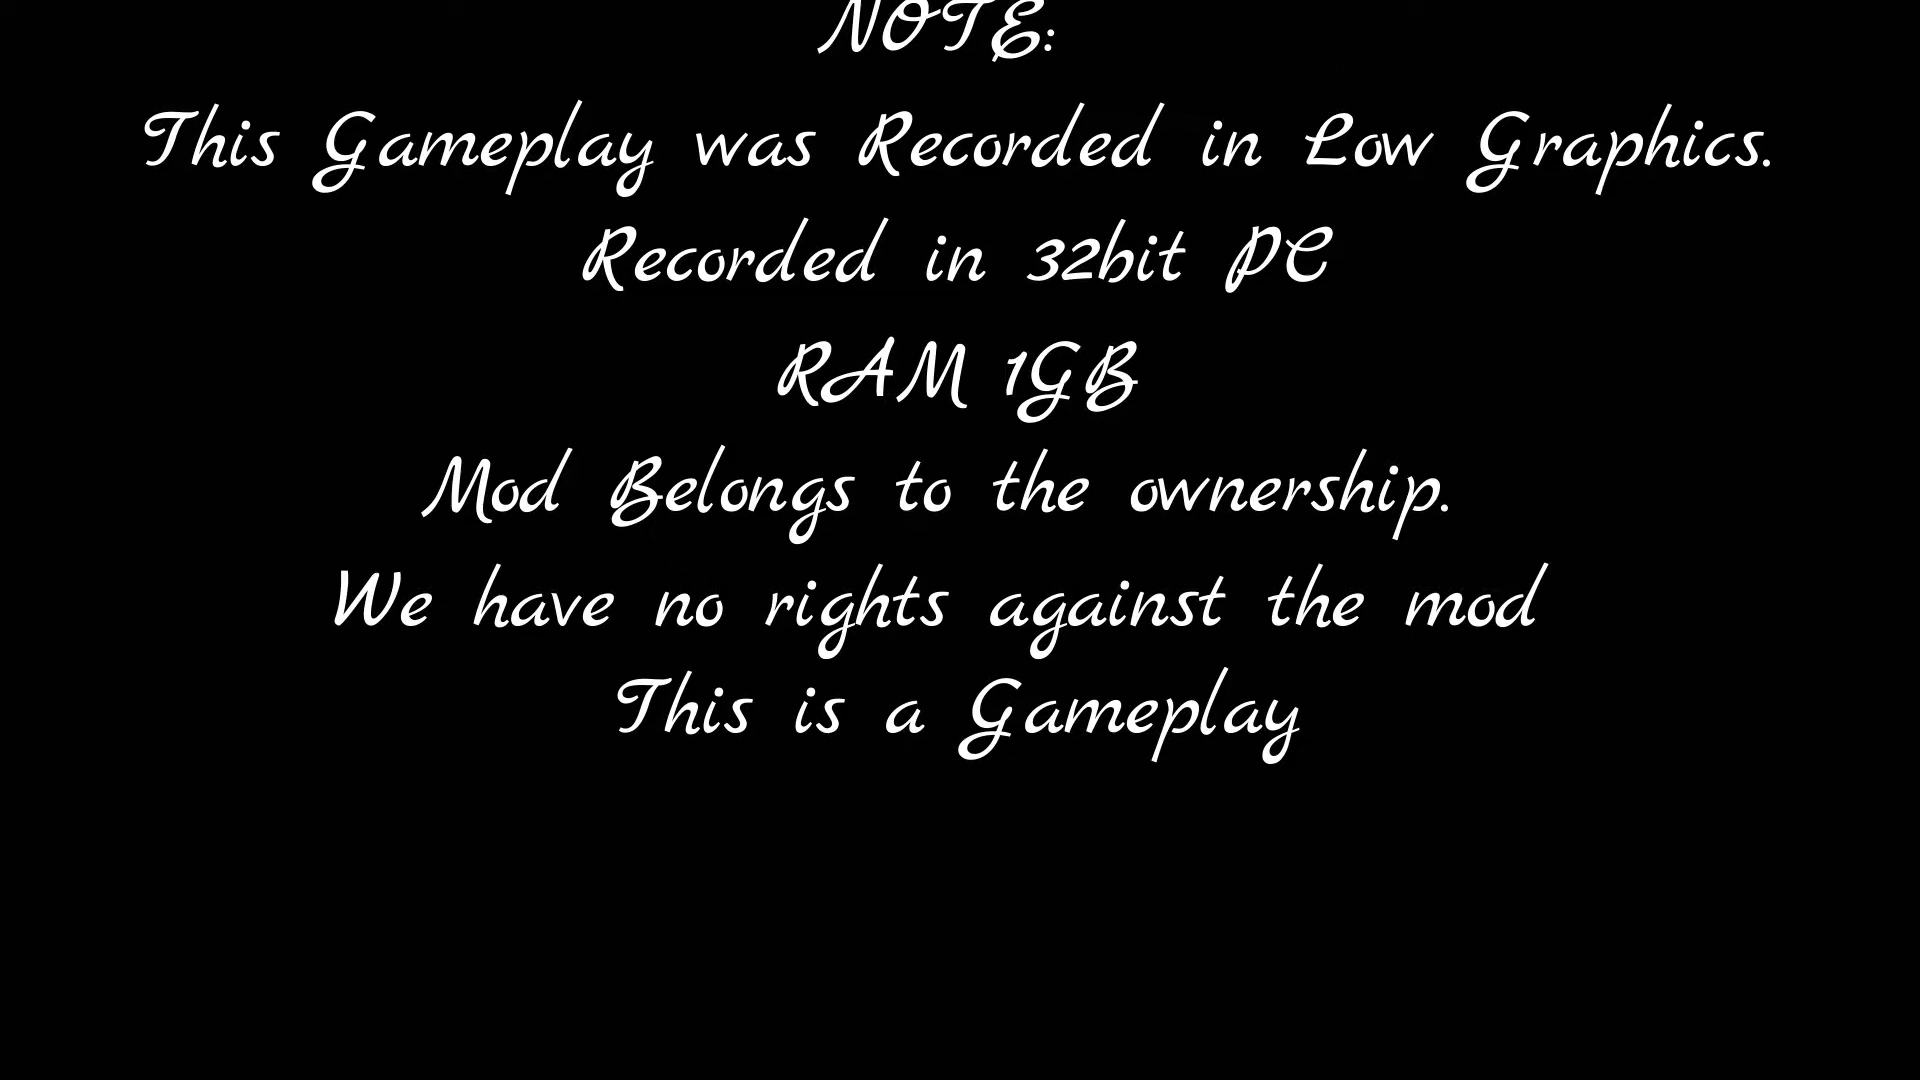 NOTE:
This Gameplay was Recorded in Low Graphics.
Recorded in 32bit PC
RAM 1GB
Mod Belongs to the ownership.
We have no rights against the mod
This is a Gameplay